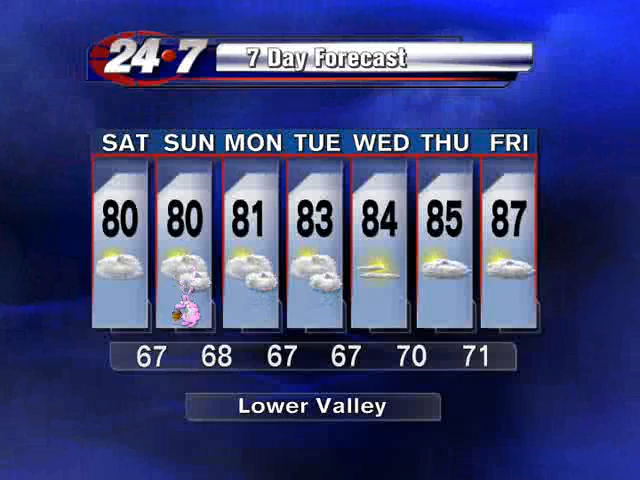 24·7 7 Day Forecast
SAT SUN MON TUE WED THU FRI
80 80 81 83 84 85 87
67 68 67 67 70 71
Lower Valley